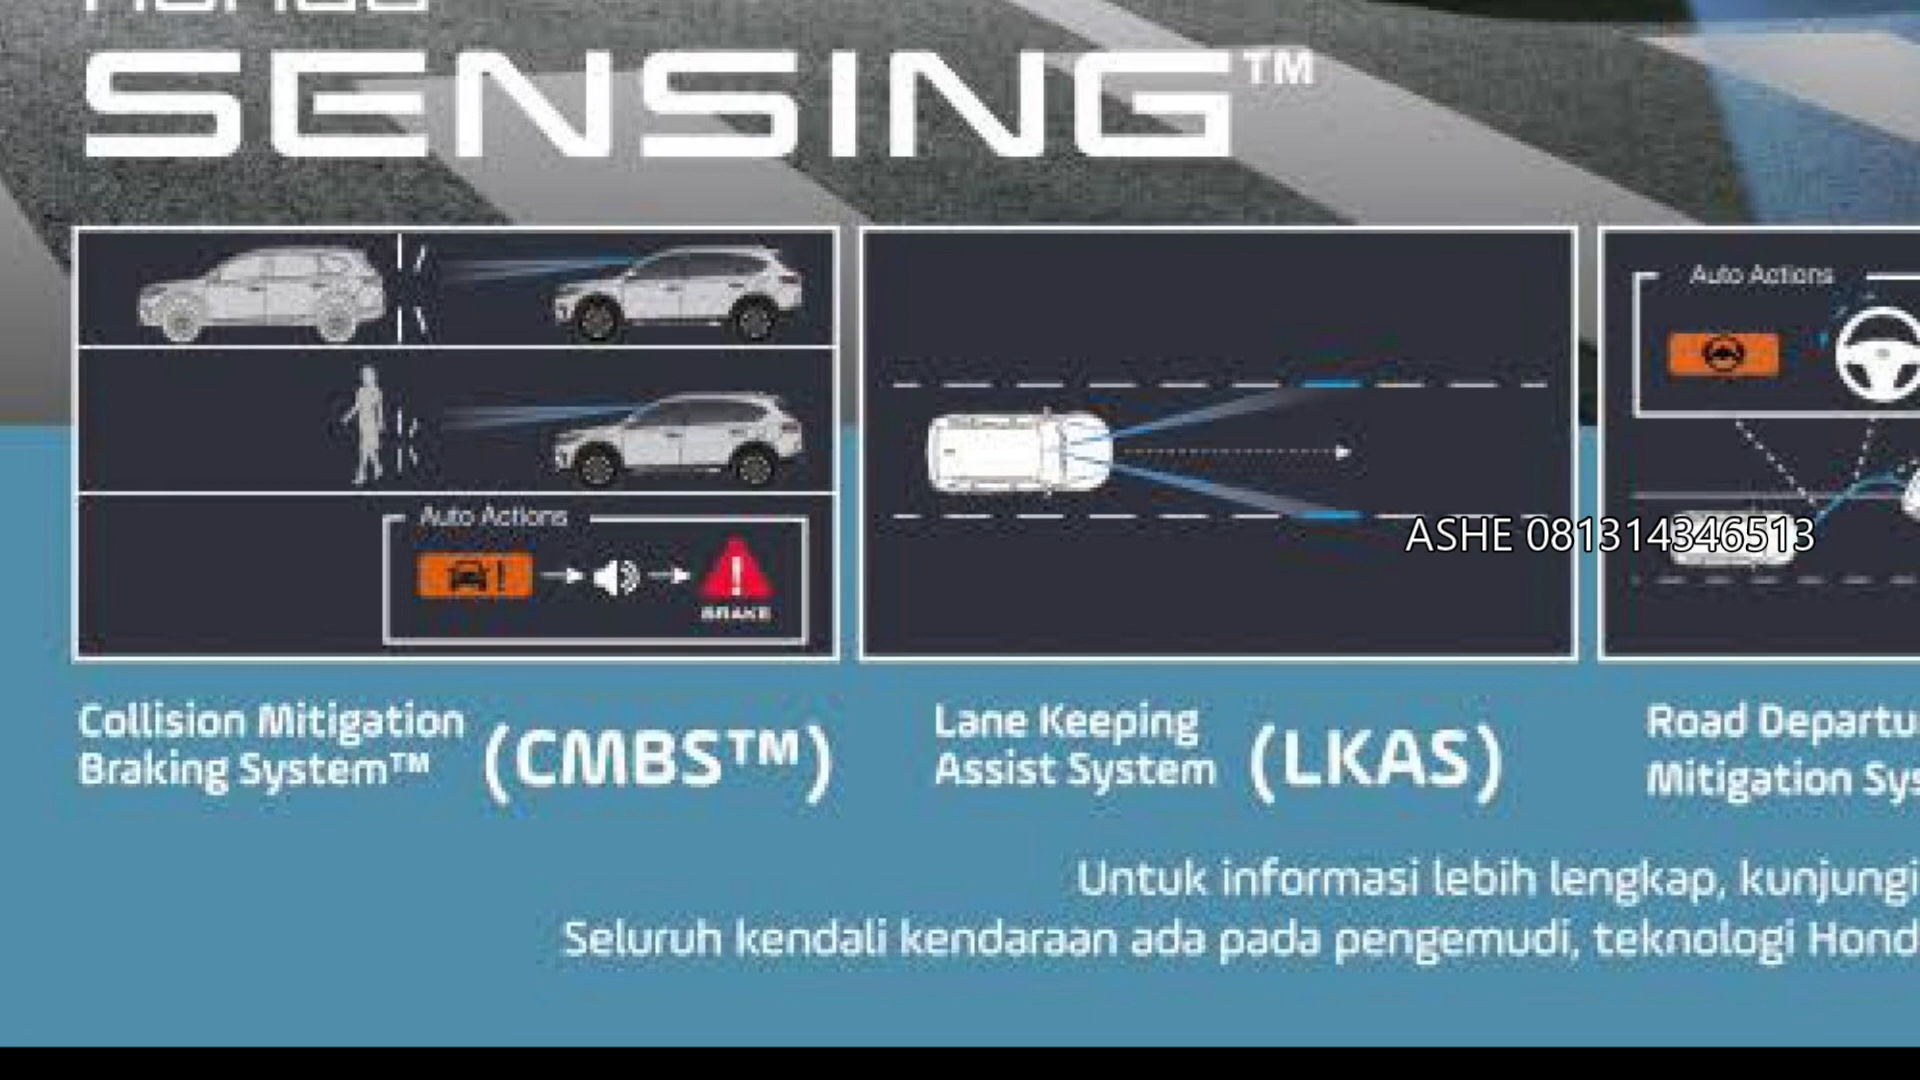 SENSING™
Auto Actions
Auto Actions
BRAKE
ASHE 081314346513
Collision Mitigation
Braking System™ (CMBS™)
Lane Keeping
Assist System (LKAS)
Road Departu
Mitigation Sys
Untuk informasi lebih lengkap, kunjungi
Seluruh kendali kendaraan ada pada pengemudi, teknologi Hond